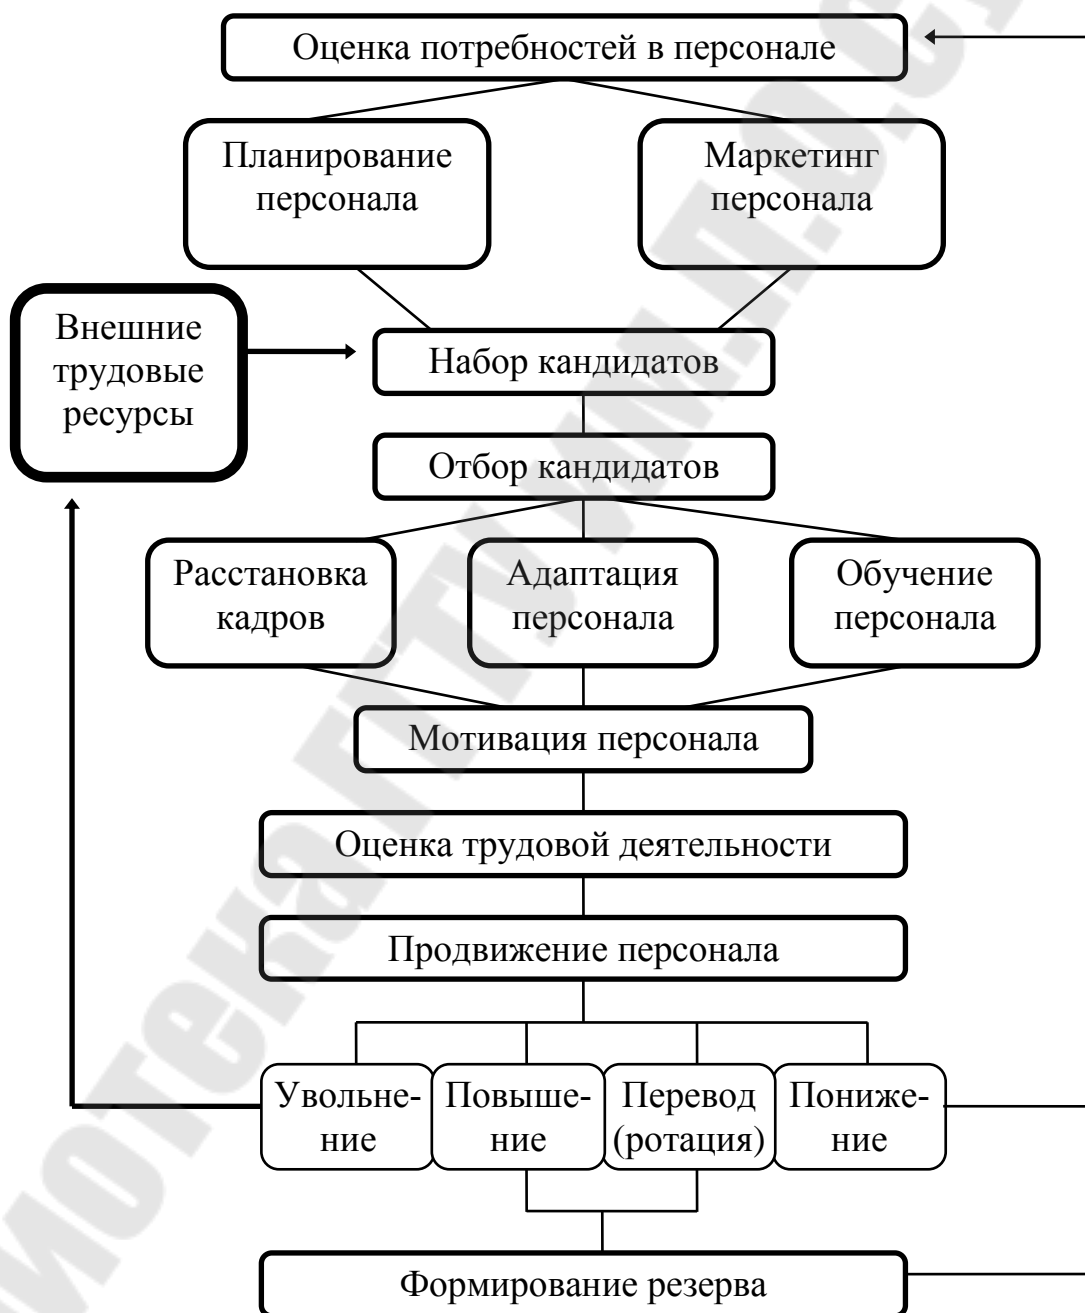 Оценка потребностей в персонале
Планирование
персонала
Маркетинг
персонала
Внешние
трудовые
ресурсы
Набор кандидатов
Отбор кандидатов
Расстановка
кадров
Адаптация
персонала
Обучение
персонала
Мотивация персонала
Оценка трудовой деятельности
Продвижение персонала
Увольне-
ние
Повыше-
ние
Перевод
(ротация)
Пониже-
ние
Формирование резерва